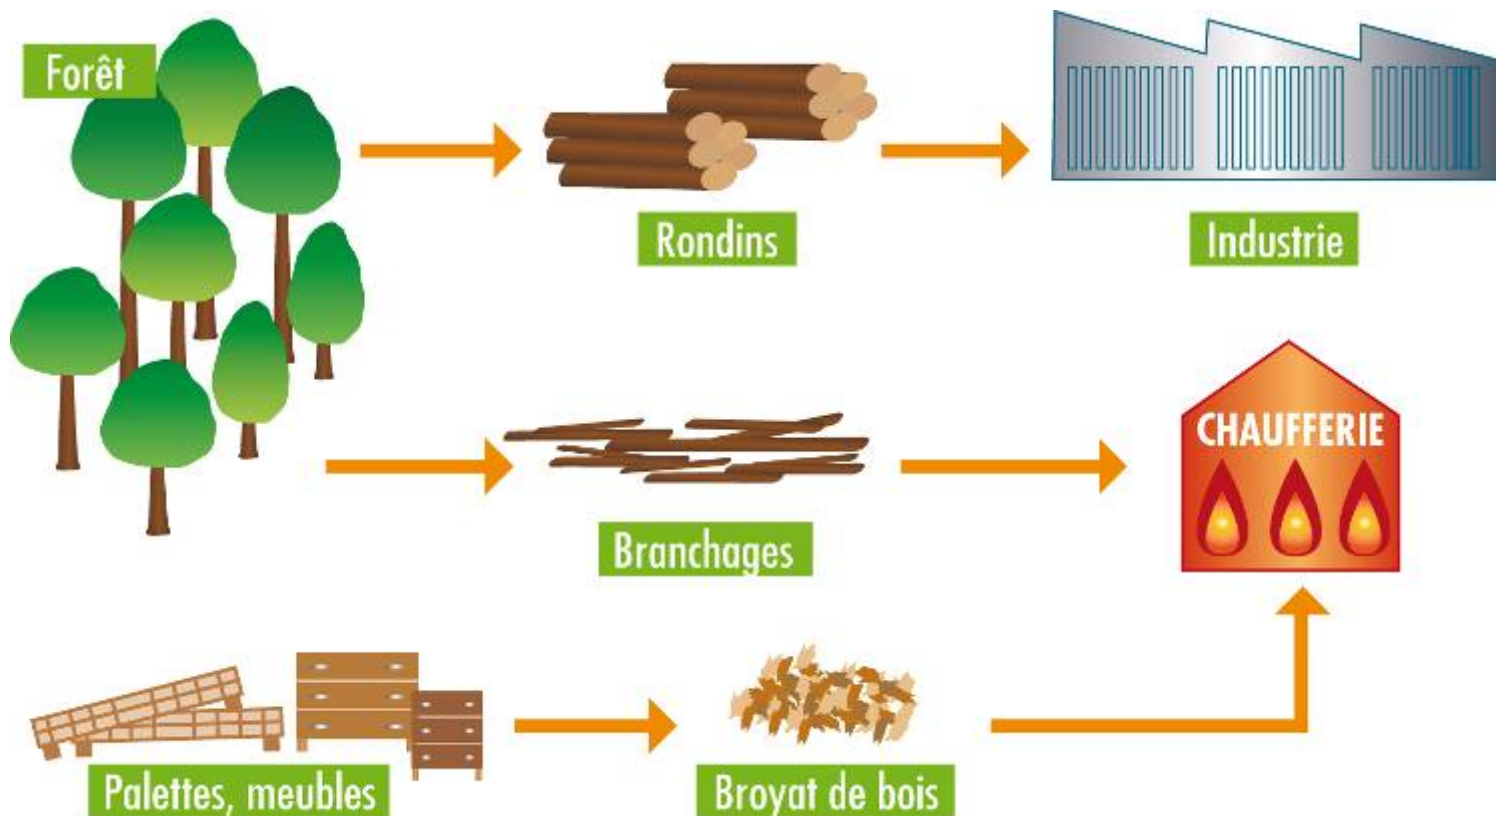 Forêt
Rondins
Industrie
CHAUFFERIE
Branchages
Palettes, meubles
Broyat de bois